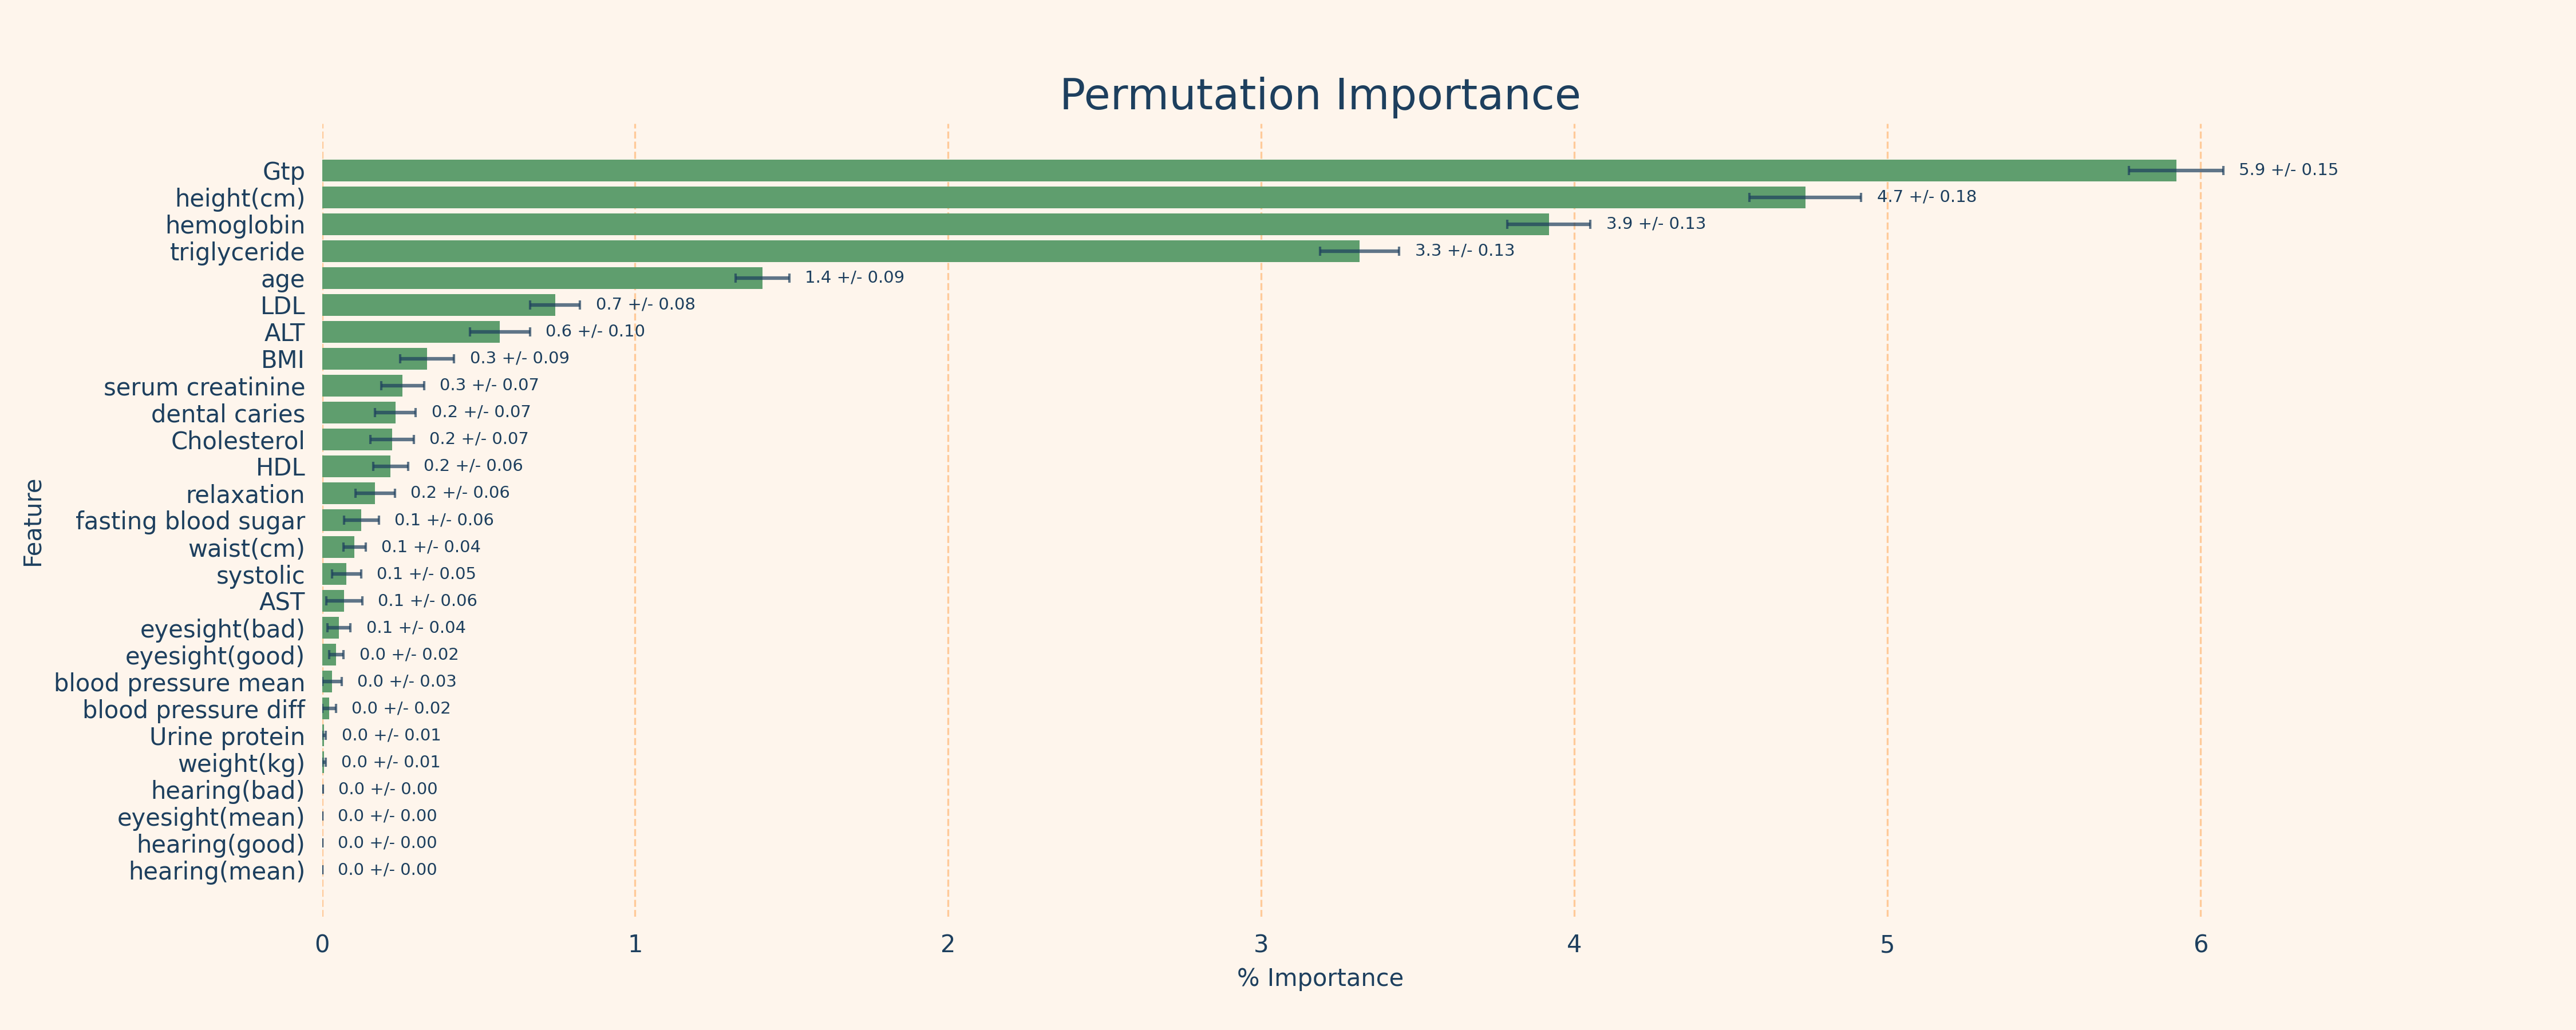 Permutation Importance
Gtp 5.9 +/- 0.15
height(cm) 4.7 +/- 0.18
hemoglobin 3.9 +/- 0.13
triglyceride 3.3 +/- 0.13
age 1.4 +/- 0.09
LDL 0.7 +/- 0.08
ALT 0.6 +/- 0.10
BMI 0.3 +/- 0.09
serum creatinine 0.3 +/- 0.07
dental caries 0.2 +/- 0.07
Cholesterol 0.2 +/- 0.07
HDL 0.2 +/- 0.06
relaxation 0.2 +/- 0.06
fasting blood sugar 0.1 +/- 0.06
waist(cm) 0.1 +/- 0.04
systolic 0.1 +/- 0.05
AST 0.1 +/- 0.06
eyesight(bad) 0.1 +/- 0.04
eyesight(good) 0.0 +/- 0.02
blood pressure mean 0.0 +/- 0.03
blood pressure diff 0.0 +/- 0.02
Urine protein 0.0 +/- 0.01
weight(kg) 0.0 +/- 0.01
hearing(bad) 0.0 +/- 0.00
eyesight(mean) 0.0 +/- 0.00
hearing(good) 0.0 +/- 0.00
hearing(mean) 0.0 +/- 0.00
Feature
0 1 2 3 4 5 6
% Importance